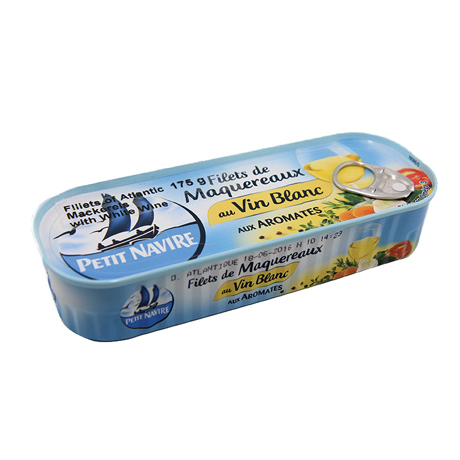 Fillets of Atlantic
Mackerels
with White Wine
175 g
Filets de
Maquereaux
au Vin Blanc
AUX AROMATES
PETIT NAVIRE
O. ATLANTIQUE 18-06-2016 H 10 14:29
Filets de Maquereaux
au Vin Blanc
AUX AROMATES
PETIT NAVIRE